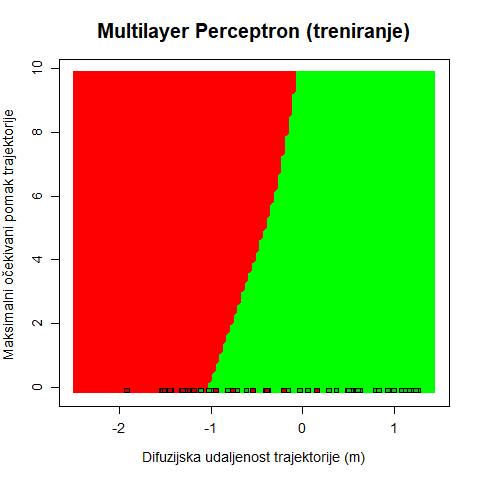 Multilayer Perceptron (treniranje)
Maksimalni očekivani pomak trajektorije
10
8
6
4
2
0
-2 -1 0 1
Difuzijska udaljenost trajektorije (m)